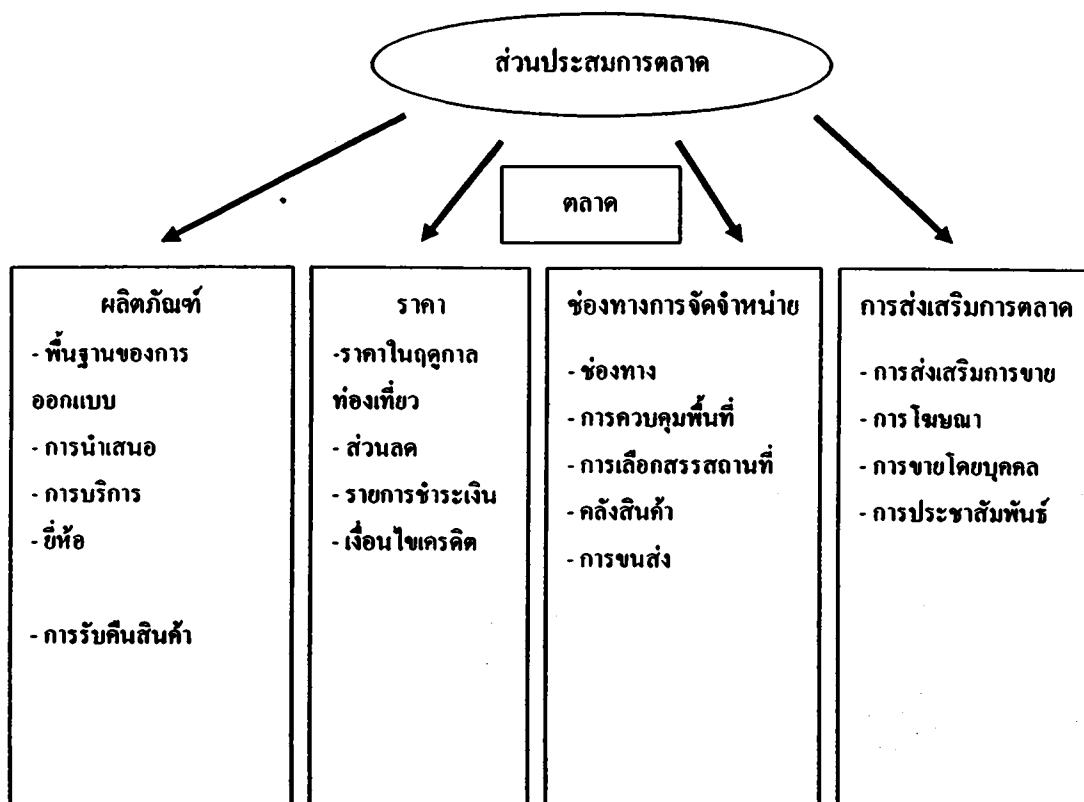 ส่วนประสมการตลาด
ตลาด
ผลิตภัณฑ์
- พื้นฐานของการ
ออกแบบ
- การนำเสนอ
- การบริการ
- ยี่ห้อ
- การรับคืนสินค้า
ราคา
-ราคาในฤดูกาล
ท่องเที่ยว
- ส่วนลด
- รายการชำระเงิน
- เงื่อนไขเครดิต
ช่องทางการจัดจำหน่าย
- ช่องทาง
- การควบคุมพื้นที่
- การเลือกสรรสถานที่
- คลังสินค้า
- การขนส่ง
การส่งเสริมการตลาด
- การส่งเสริมการขาย
- การโฆษณา
- การขายโดยบุคคล
- การประชาสัมพันธ์